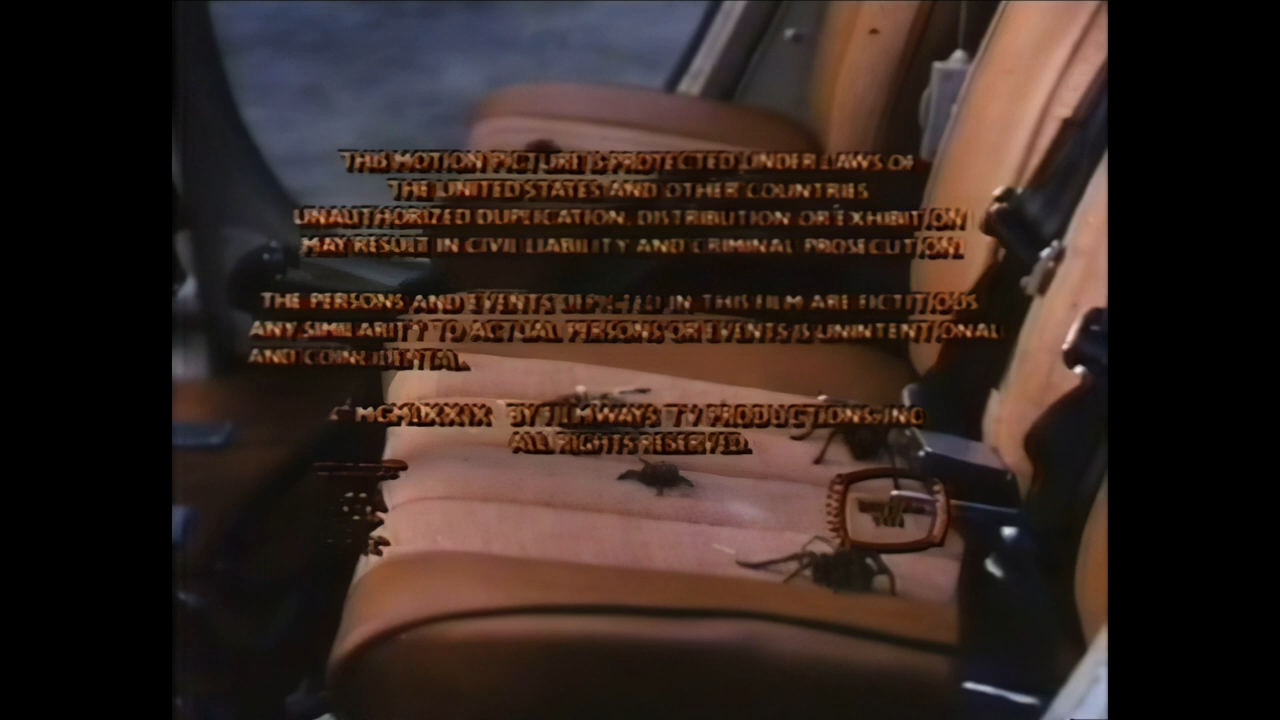 THIS MOTION PICTURE IS PROTECTED UNDER LAWS OF
THE UNITED STATES AND OTHER COUNTRIES
UNAUTHORIZED DUPLICATION, DISTRIBUTION OR EXHIBITION
MAY RESULT IN CIVIL LIABILITY AND CRIMINAL PROSECUTION.
THE PERSONS AND EVENTS DEPICTED IN THIS FILM ARE FICTITIOUS
ANY SIMILARITY TO ACTUAL PERSONS OR EVENTS IS UNINTENTIONAL
AND COINCIDENTAL.
MCMLXXIX BY FILMWAYS TV PRODUCTIONS, INC
ALL RIGHTS RESERVED.